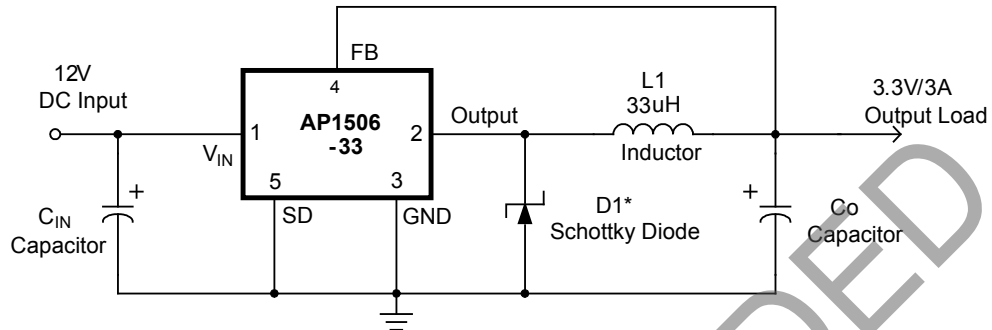 FB
12V
DC Input
4
AP1506
-33
1
2
VIN
5
3
SD
GND
Output
L1
33uH
Inductor
3.3V/3A
Output Load
+
CIN
Capacitor
D1*
Schottky Diode
+
Co
Capacitor
DED